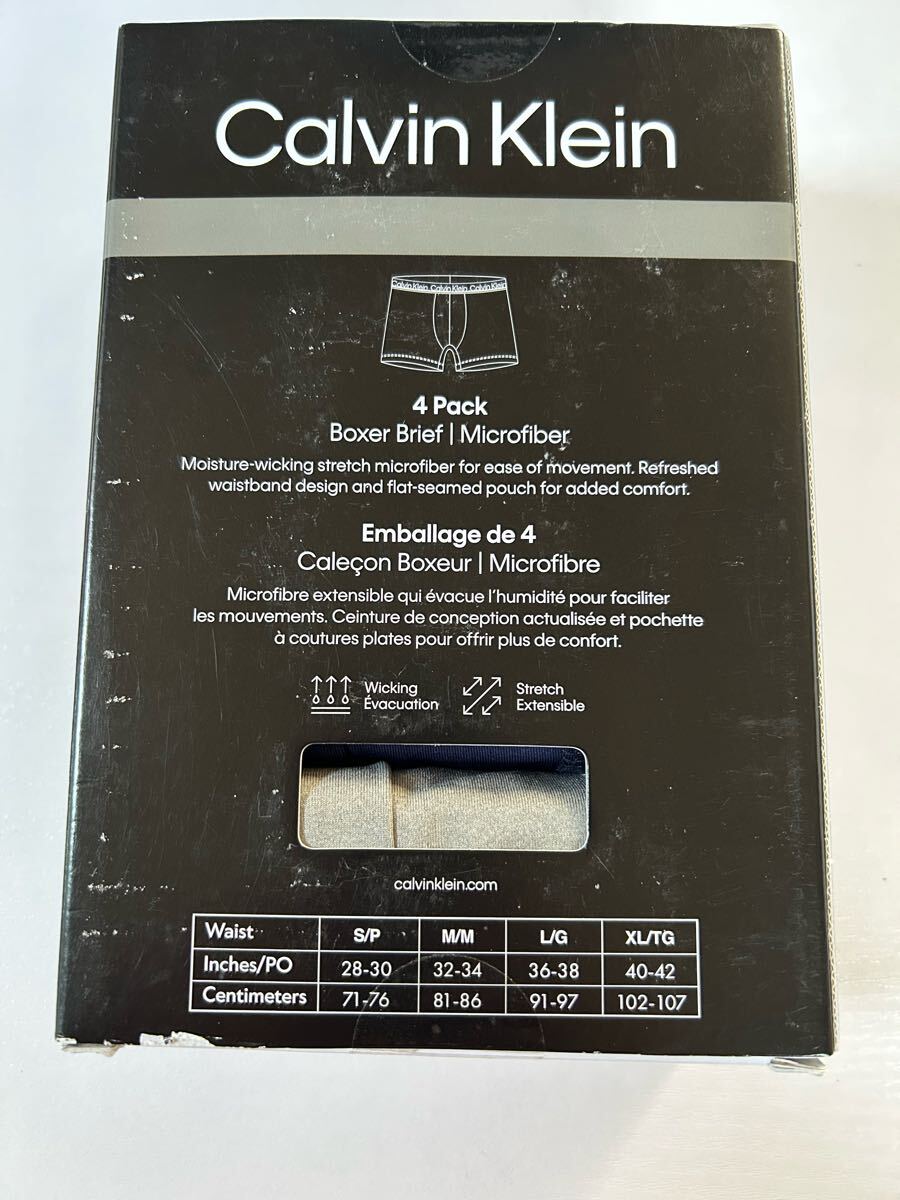 Calvin Klein
Calvin Klein Calvin Klein Calvin Klein
4 Pack
Boxer Brief | Microfiber
Moisture-wicking stretch microfiber for ease of movement. Refreshed
waistband design and flat-seamed pouch for added comfort.
Emballage de 4
Caleçon Boxeur | Microfibre
Microfibre extensible qui évacue l'humidité pour faciliter
les mouvements. Ceinture de conception actualisée et pochette
à coutures plates pour offrir plus de confort.
Wicking
Évacuation
Stretch
Extensible
calvinklein.com
Waist S/P M/M L/G XL/TG
Inches/PO 28-30 32-34 36-38 40-42
Centimeters 71-76 81-86 91-97 102-107